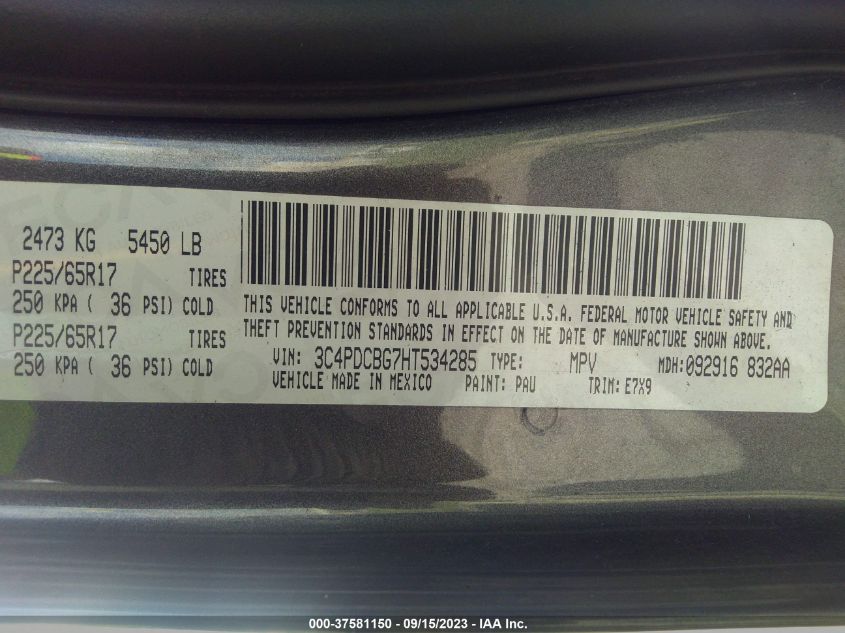 2473 KG 5450 LB
P225/65R17 TIRES
250 KPA ( 36 PSI) COLD
P225/65R17 TIRES
250 KPA ( 36 PSI) COLD
THIS VEHICLE CONFORMS TO ALL APPLICABLE U.S.A. FEDERAL MOTOR VEHICLE SAFETY AND
THEFT PREVENTION STANDARDS IN EFFECT ON THE DATE OF MANUFACTURE SHOWN ABOVE.
VIN: 3C4PDCBG7HT534285 TYPE: MPV MDH:092916 832AA
VEHICLE MADE IN MEXICO PAINT: PAU TRIM: E7X9
000-37581150 - 09/15/2023 - IAA Inc.